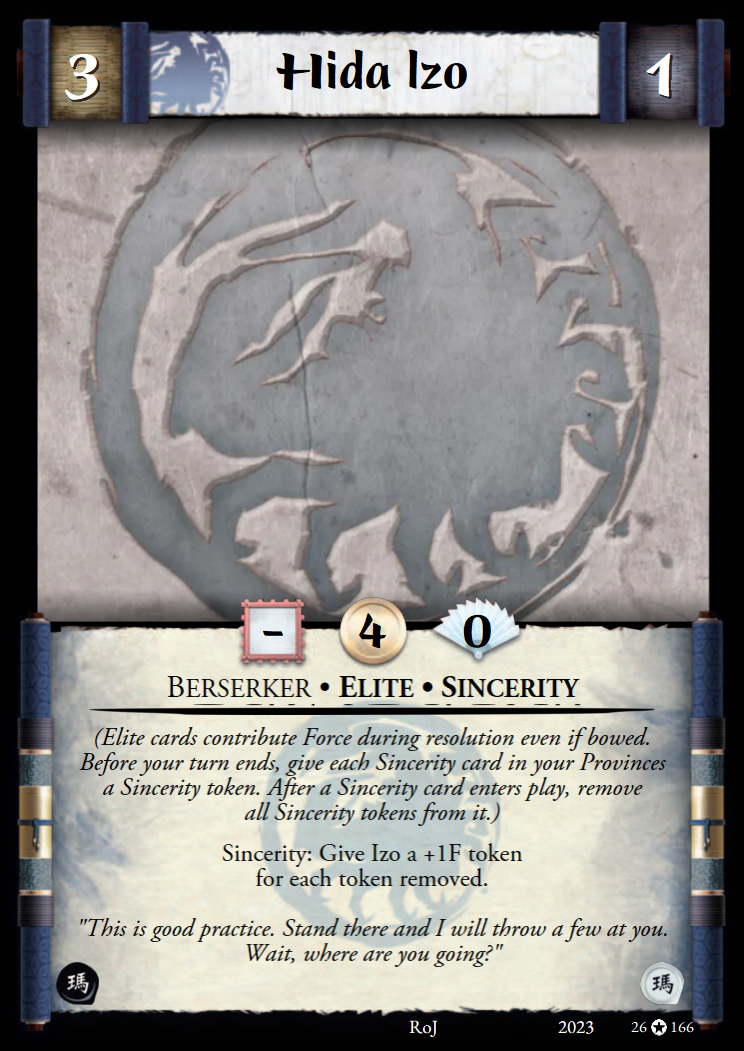 3
Hida Izo
1
-
4
0
BERSERKER • ELITE • SINCERITY
(Elite cards contribute Force during resolution even if bowed.
Before your turn ends, give each Sincerity card in your Provinces
a Sincerity token. After a Sincerity card enters play, remove
all Sincerity tokens from it.)
Sincerity: Give Izo a +1F token
for each token removed.
"This is good practice. Stand there and I will throw a few at you.
Wait, where are you going?"
瑪
瑪
RoJ 2023 26 ✪ 166